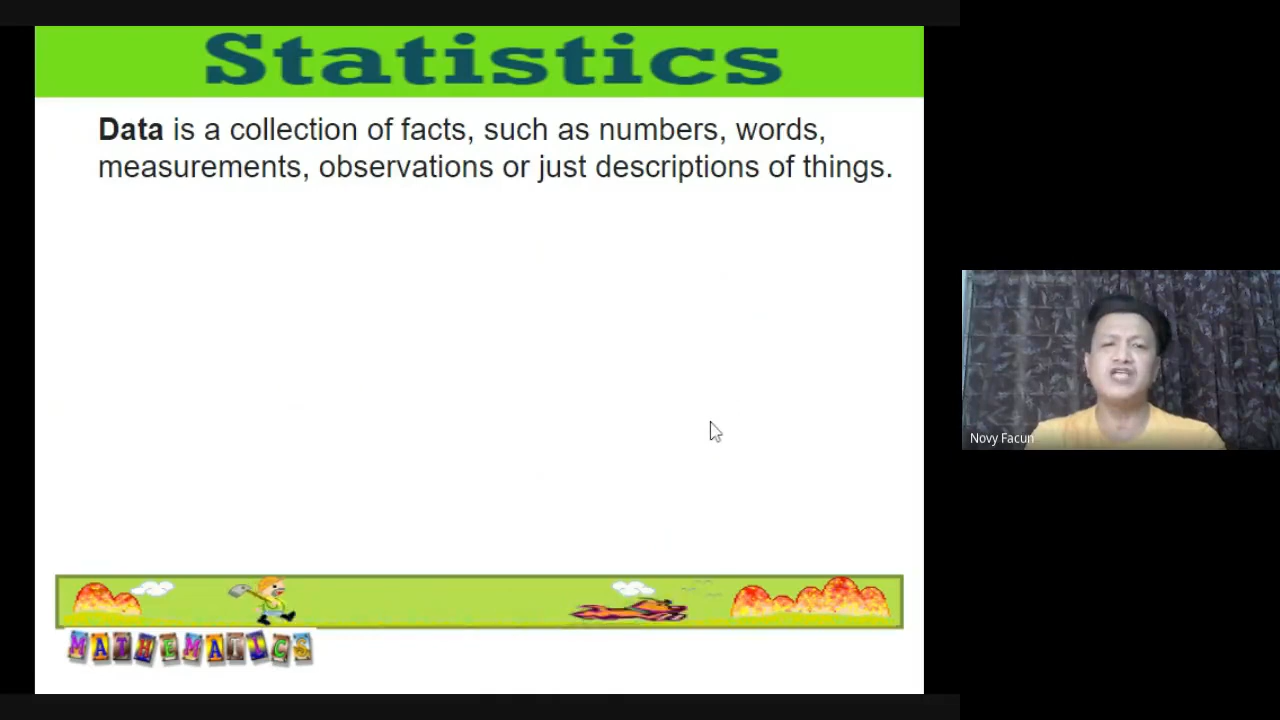 Statistics
Data is a collection of facts, such as numbers, words,
measurements, observations or just descriptions of things.
Novy Facun
MATHEMATICS